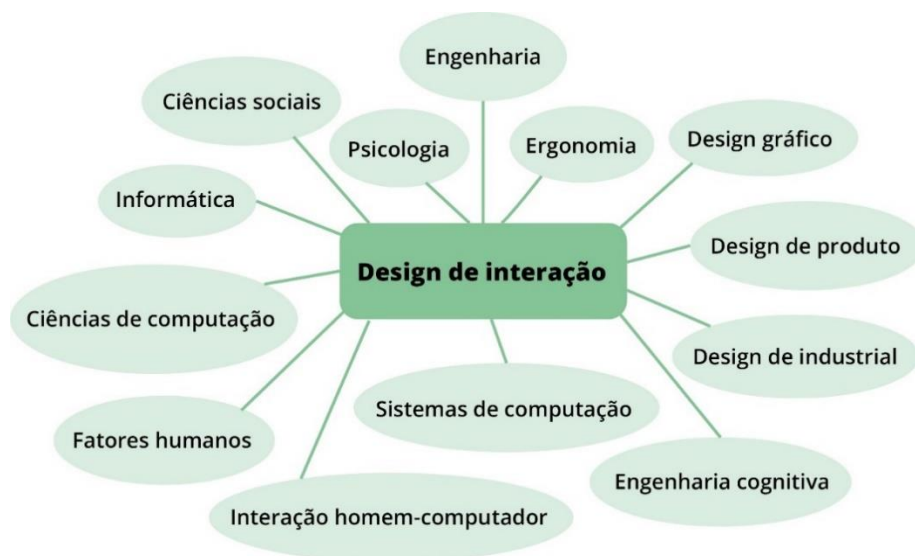 Engenharia
Ciências sociais
Psicologia
Ergonomia
Design gráfico
Informática
Design de interação
Design de produto
Ciências de computação
Design de industrial
Sistemas de computação
Fatores humanos
Engenharia cognitiva
Interação homem-computador